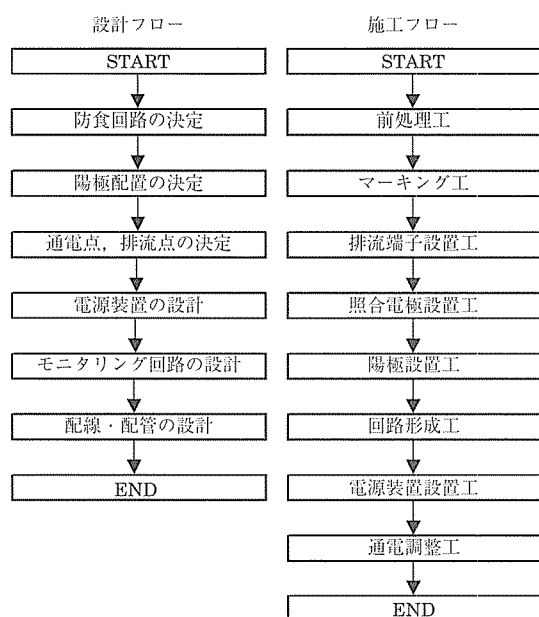 設計フロー
START
防食回路の決定
陽極配置の決定
通電点，排流点の決定
電源装置の設計
モニタリング回路の設計
配線・配管の設計
END
施工フロー
START
前処理工
マーキング工
排流端子設置工
照合電極設置工
陽極設置工
回路形成工
電源装置設置工
通電調整工
END